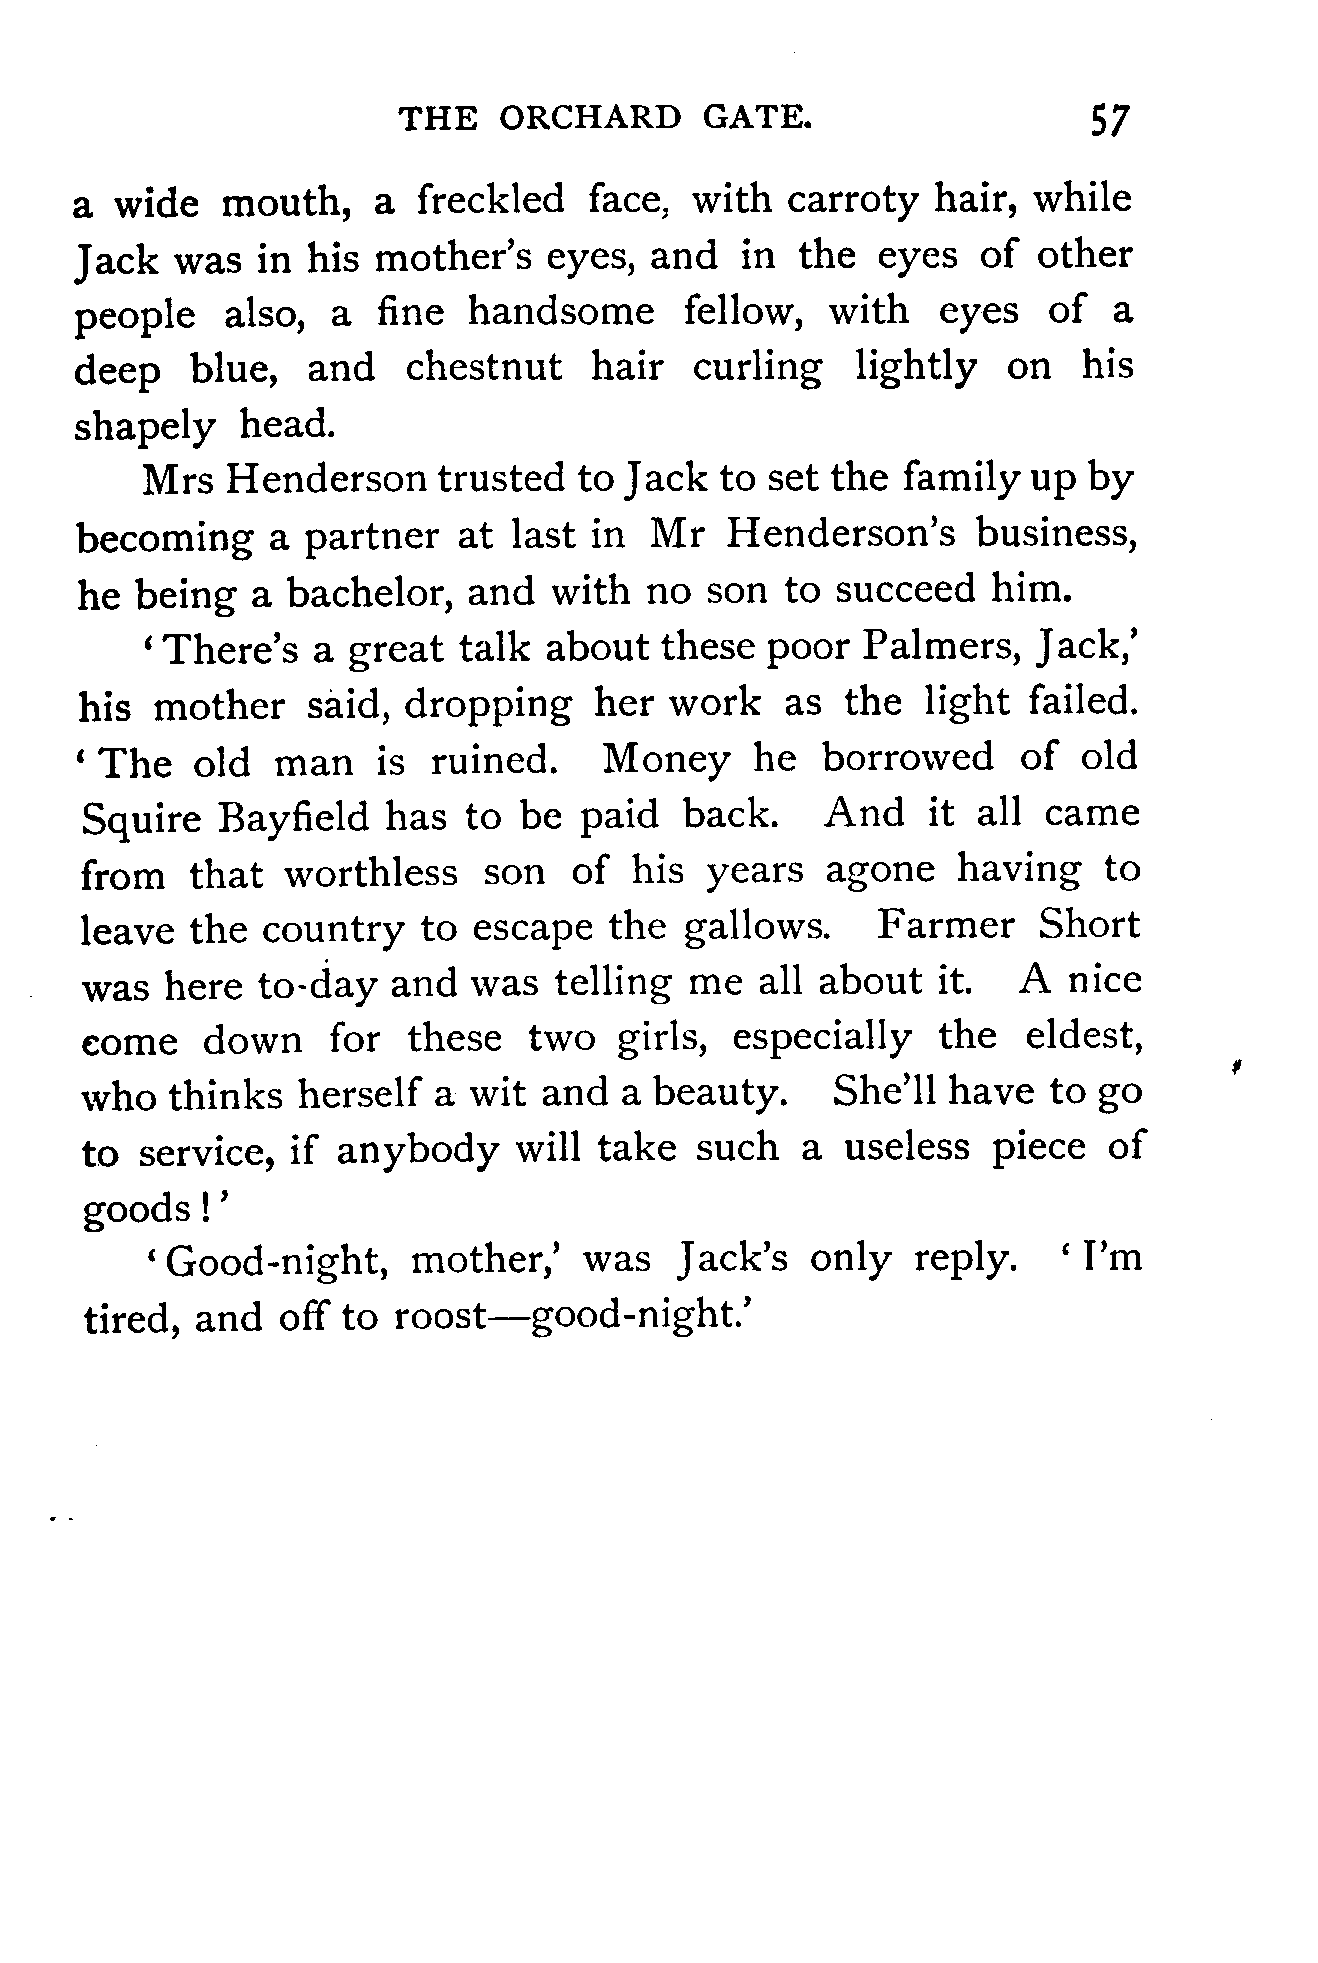 THE ORCHARD GATE. 57
a wide mouth, a freckled face, with carroty hair, while
Jack was in his mother's eyes, and in the eyes of other
people also, a fine handsome fellow, with eyes of a
deep blue, and chestnut hair curling lightly on his
shapely head.
Mrs Henderson trusted to Jack to set the family up by
becoming a partner at last in Mr Henderson's business,
he being a bachelor, and with no son to succeed him.
‘There's a great talk about these poor Palmers, Jack,’
his mother said, dropping her work as the light failed.
‘The old man is ruined. Money he borrowed of old
Squire Bayfield has to be paid back. And it all came
from that worthless son of his years agone having to
leave the country to escape the gallows. Farmer Short
was here to-day and was telling me all about it. A nice
come down for these two girls, especially the eldest,
who thinks herself a wit and a beauty. She'll have to go
to service, if anybody will take such a useless piece of
goods!’
‘Good-night, mother,’ was Jack's only reply. ‘I'm
tired, and off to roost—good-night.’